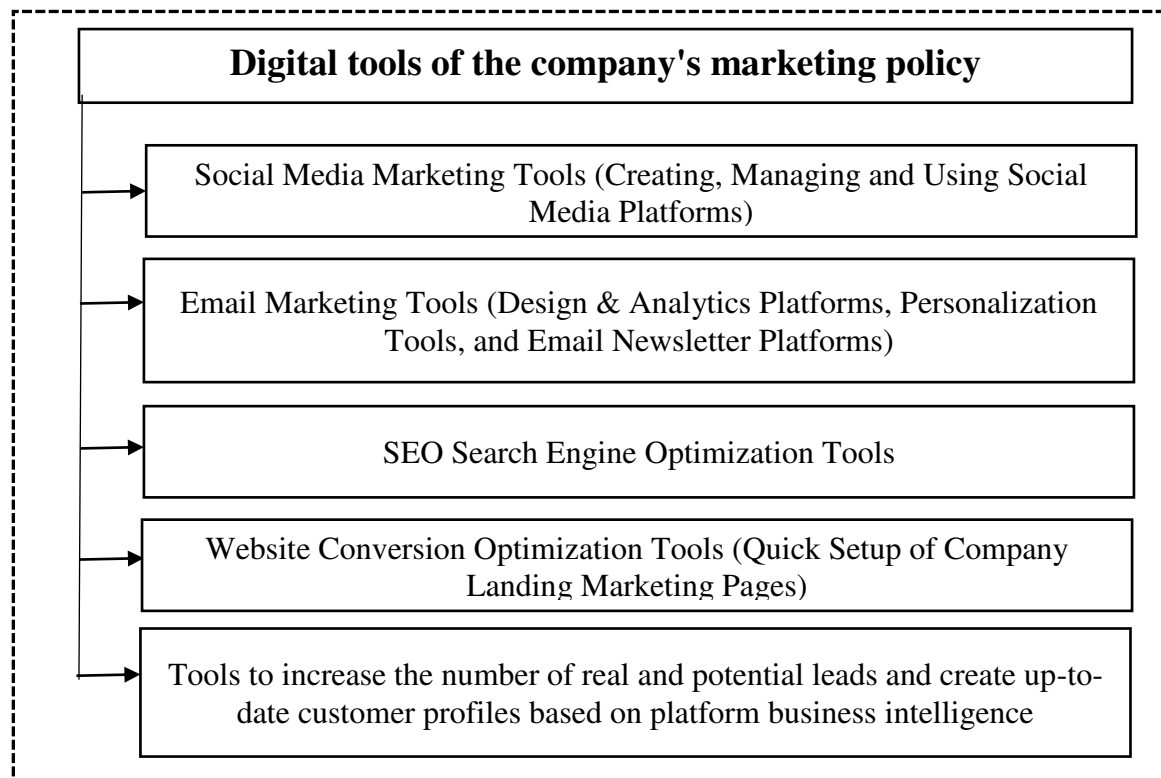 Digital tools of the company's marketing policy
Social Media Marketing Tools (Creating, Managing and Using Social
Media Platforms)
Email Marketing Tools (Design & Analytics Platforms, Personalization
Tools, and Email Newsletter Platforms)
SEO Search Engine Optimization Tools
Website Conversion Optimization Tools (Quick Setup of Company
Landing Marketing Pages)
Tools to increase the number of real and potential leads and create up-to-
date customer profiles based on platform business intelligence